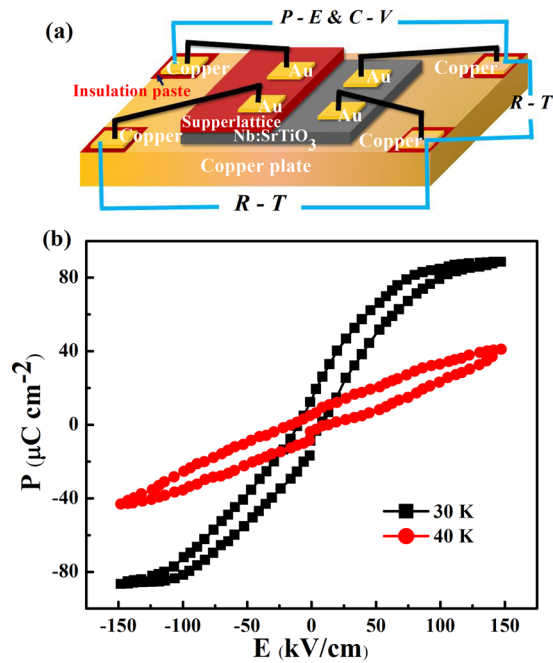 (a)
P - E & C - V
Copper
Au
Au
Copper
Insulation paste
Au
Au
R - T
Copper
Supperlattice
Nb:SrTiO3
Copper
Copper plate
R - T
(b)
80
40
0
-40
-80
P (μC cm-2)
30 K
40 K
-150 -100 -50 0 50 100 150
E (kV/cm)